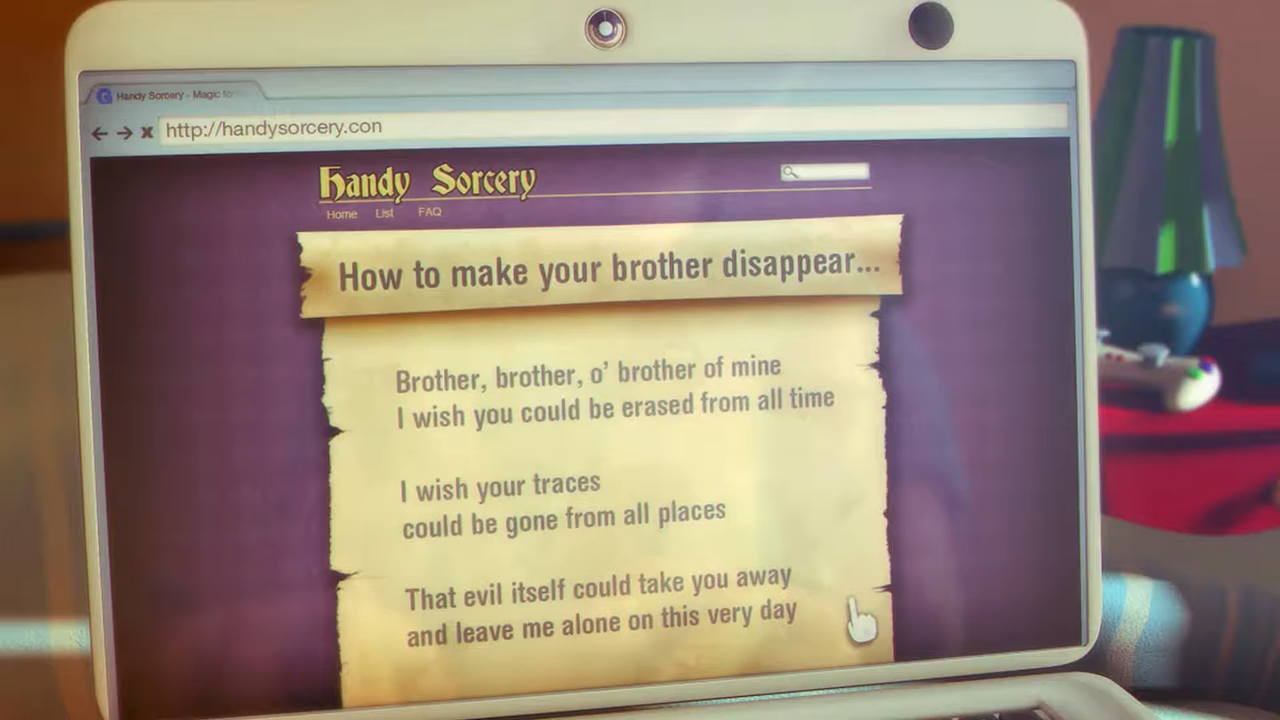 Handy Sorcery - Magic to
http://handysorcery.con
Handy Sorcery
Home List FAQ
How to make your brother disappear...
Brother, brother, o' brother of mine
I wish you could be erased from all time
I wish your traces
could be gone from all places
That evil itself could take you away
and leave me alone on this very day